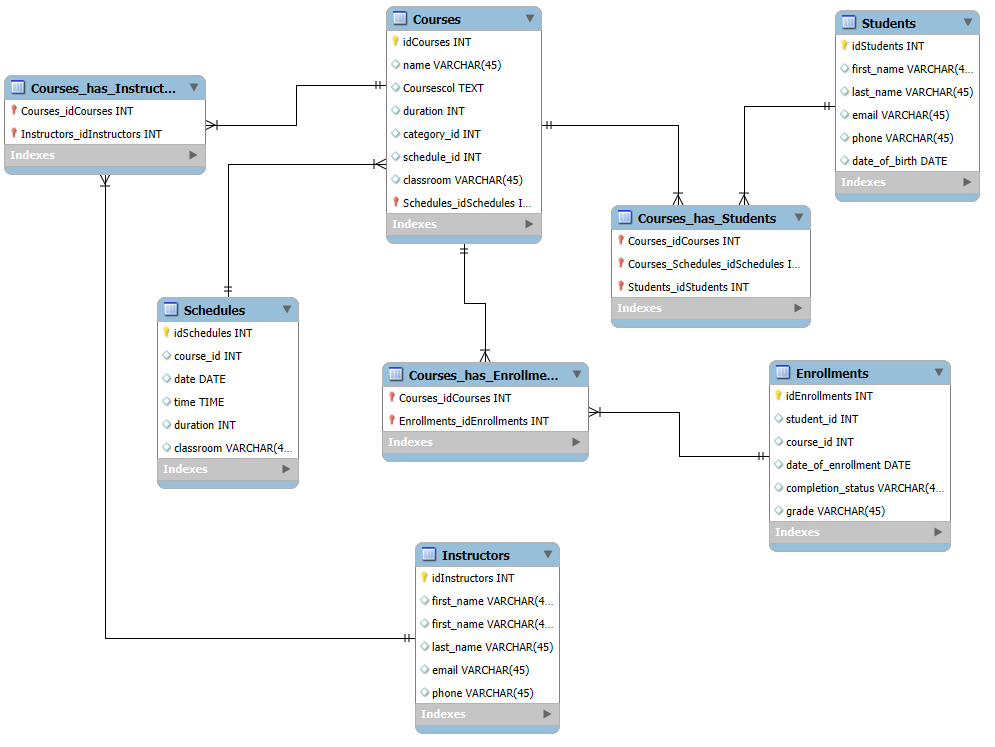 Courses
idCourses INT
name VARCHAR(45)
Coursescol TEXT
duration INT
category_id INT
schedule_id INT
classroom VARCHAR(45)
Schedules_idSchedules I...
Indexes
Students
idStudents INT
first_name VARCHAR(4...
last_name VARCHAR(45)
email VARCHAR(45)
phone VARCHAR(45)
date_of_birth DATE
Indexes
Courses_has_Instruct...
Courses_idCourses INT
Instructors_idInstructors INT
Indexes
Courses_has_Students
Courses_idCourses INT
Courses_Schedules_idSchedules I...
Students_idStudents INT
Indexes
Schedules
idSchedules INT
course_id INT
date DATE
time TIME
duration INT
classroom VARCHAR(4...
Indexes
Courses_has_Enrollme...
Courses_idCourses INT
Enrollments_idEnrollments INT
Indexes
Enrollments
idEnrollments INT
student_id INT
course_id INT
date_of_enrollment DATE
completion_status VARCHAR(4...
grade VARCHAR(45)
Indexes
Instructors
idInstructors INT
first_name VARCHAR(4...
first_name VARCHAR(4...
last_name VARCHAR(45)
email VARCHAR(45)
phone VARCHAR(45)
Indexes